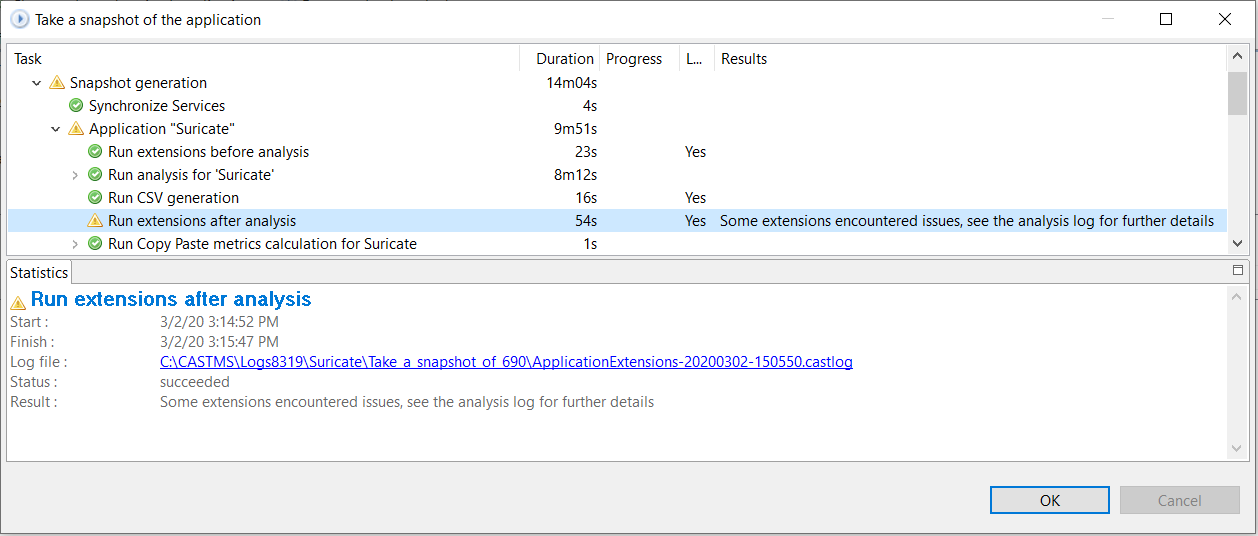 Take a snapshot of the application
Task Duration Progress L... Results
Snapshot generation 14m04s
Synchronize Services 4s
Application "Suricate" 9m51s
Run extensions before analysis 23s Yes
Run analysis for 'Suricate' 8m12s
Run CSV generation 16s Yes
Run extensions after analysis 54s Yes Some extensions encountered issues, see the analysis log for further details
Run Copy Paste metrics calculation for Suricate 1s
Statistics
Run extensions after analysis
Start : 3/2/20 3:14:52 PM
Finish : 3/2/20 3:15:47 PM
Log file : C:\CASTMS\Logs8319\Suricate\Take_a_snapshot_of_690\ApplicationExtensions-20200302-150550.castlog
Status : succeeded
Result : Some extensions encountered issues, see the analysis log for further details
OK Cancel